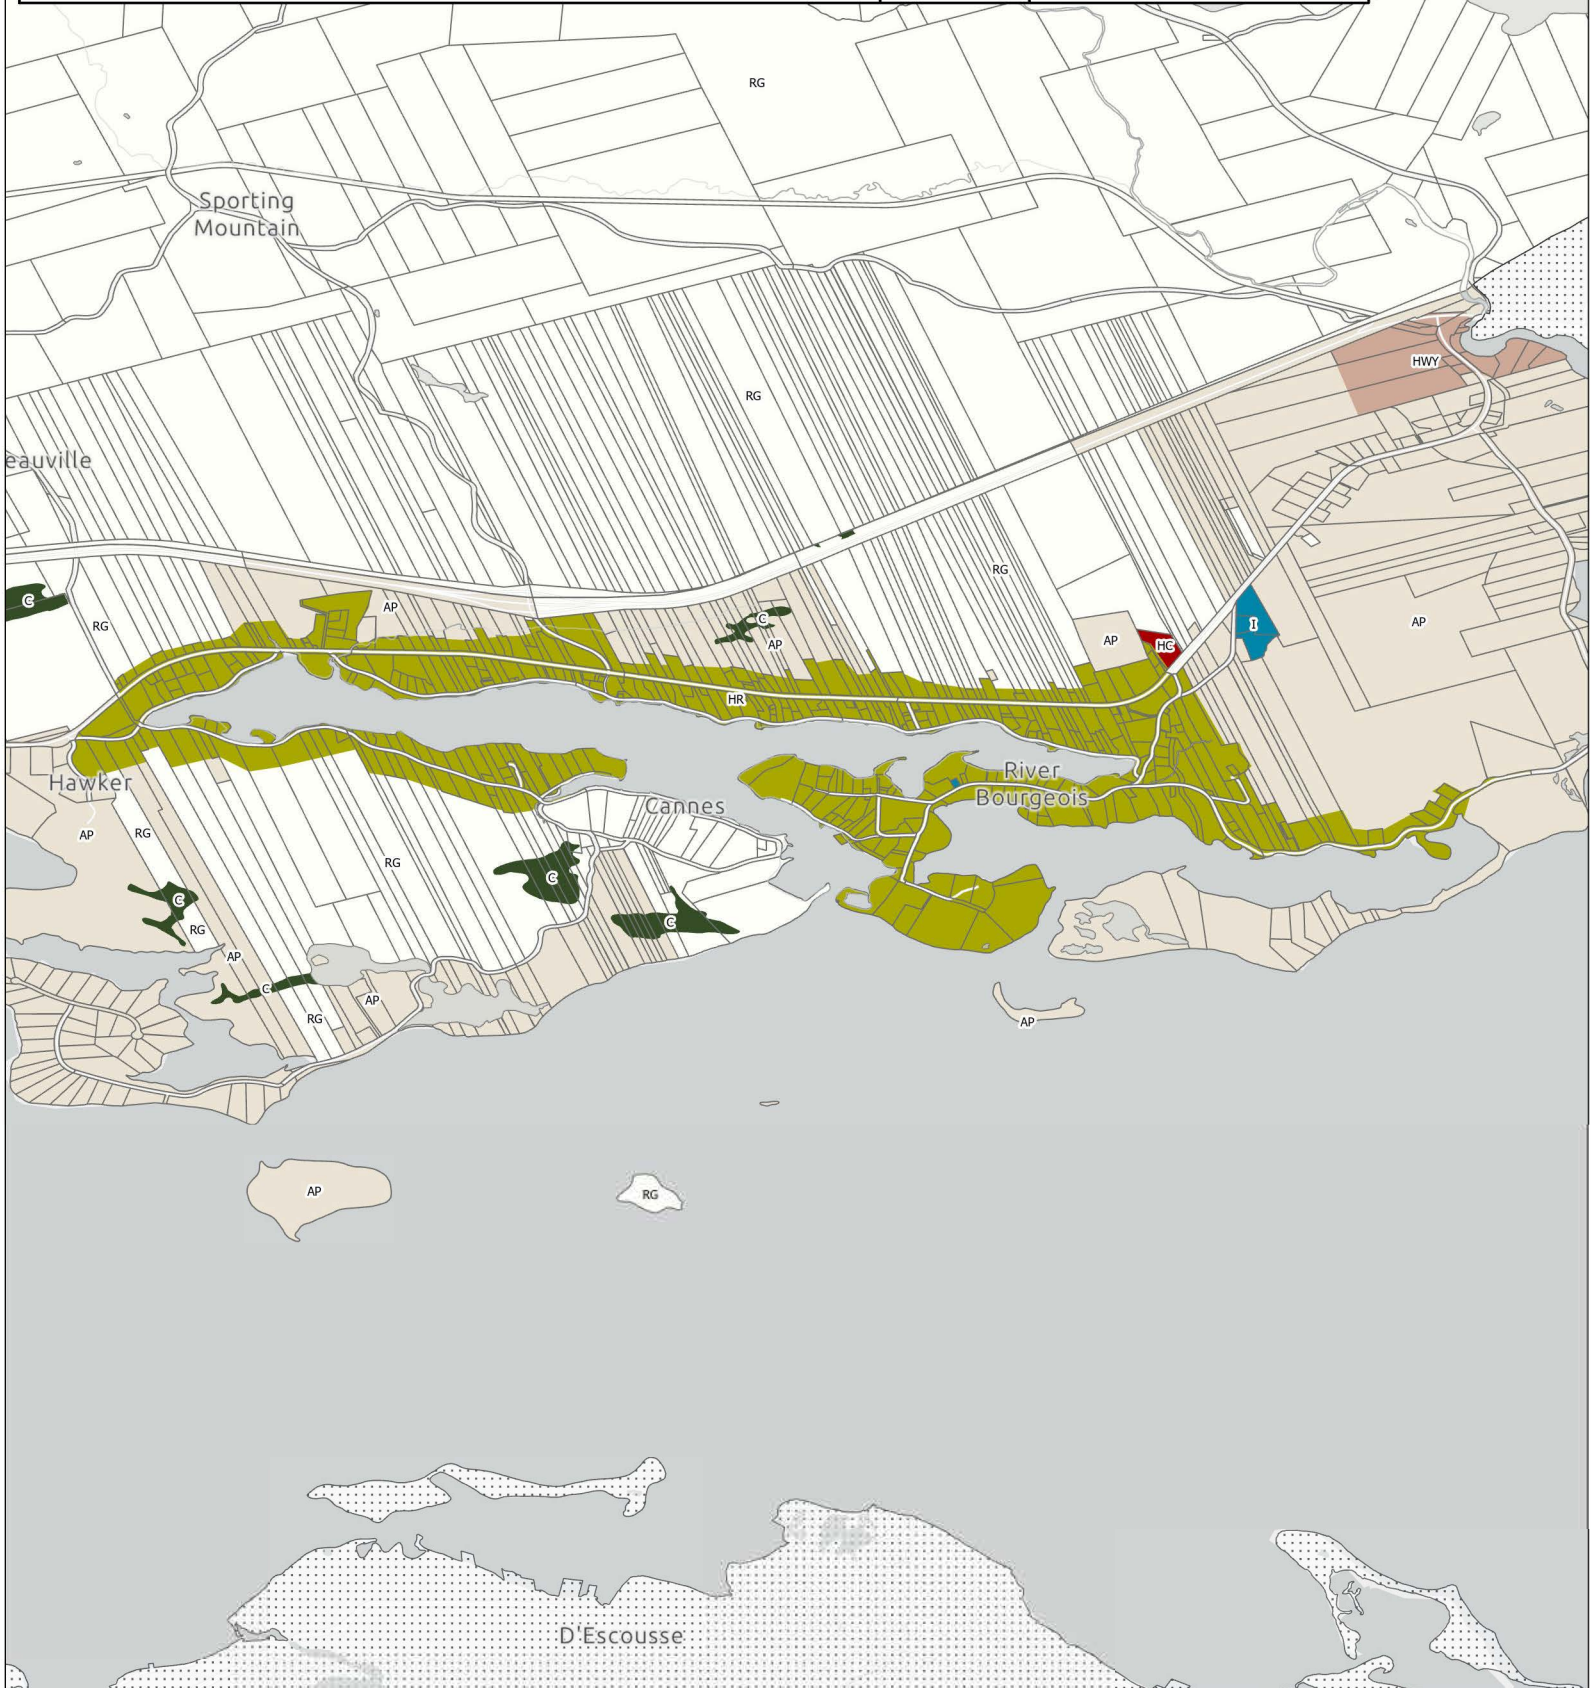 RG
Sporting
Mountain
HWY
RG
eauville
RG
C
RG
AP
C
AP
AP
HC
I
AP
HR
Hawker
River
Bourgeois
Cannes
AP
RG
RG
C
C
RG
C
AP
C
AP
RG
AP
AP
RG
D'Escousse